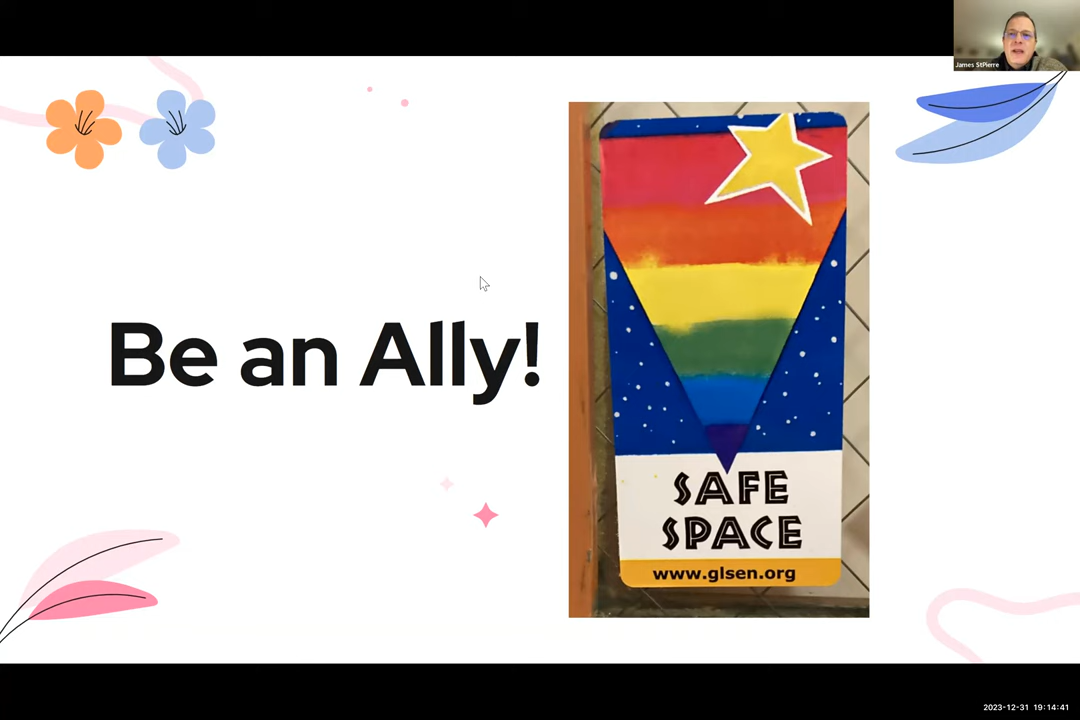 James StPierre
Be an Ally!
SAFE
SPACE
www.glsen.org
2023-12-31 19:14:41